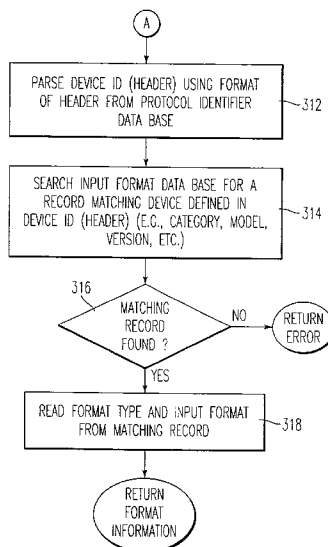 A
PARSE DEVICE ID (HEADER) USING FORMAT
OF HEADER FROM PROTOCOL IDENTIFIER
DATA BASE
312
SEARCH INPUT FORMAT DATA BASE FOR A
RECORD MATCHING DEVICE DEFINED IN
DEVICE ID (HEADER) (E.G., CATEGORY, MODEL,
VERSION, ETC.)
314
316
MATCHING
RECORD
FOUND ?
NO
RETURN
ERROR
YES
READ FORMAT TYPE AND INPUT FORMAT
FROM MATCHING RECORD
318
RETURN
FORMAT
INFORMATION